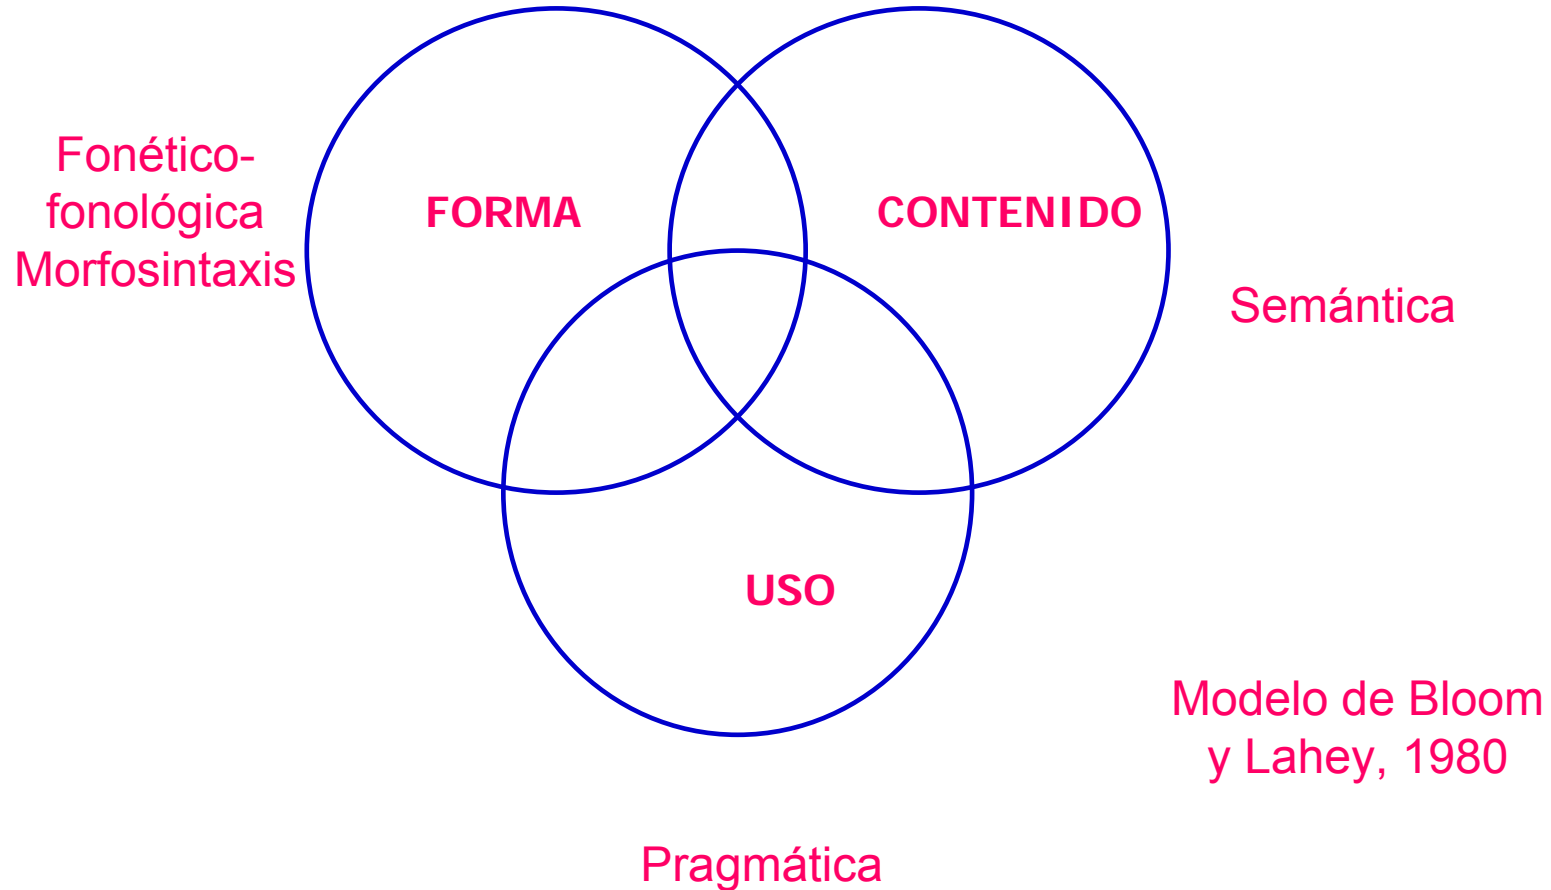 Fonético-
fonológica
Morfosintaxis
FORMA
CONTENIDO
Semántica
USO
Modelo de Bloom
y Lahey, 1980
Pragmática